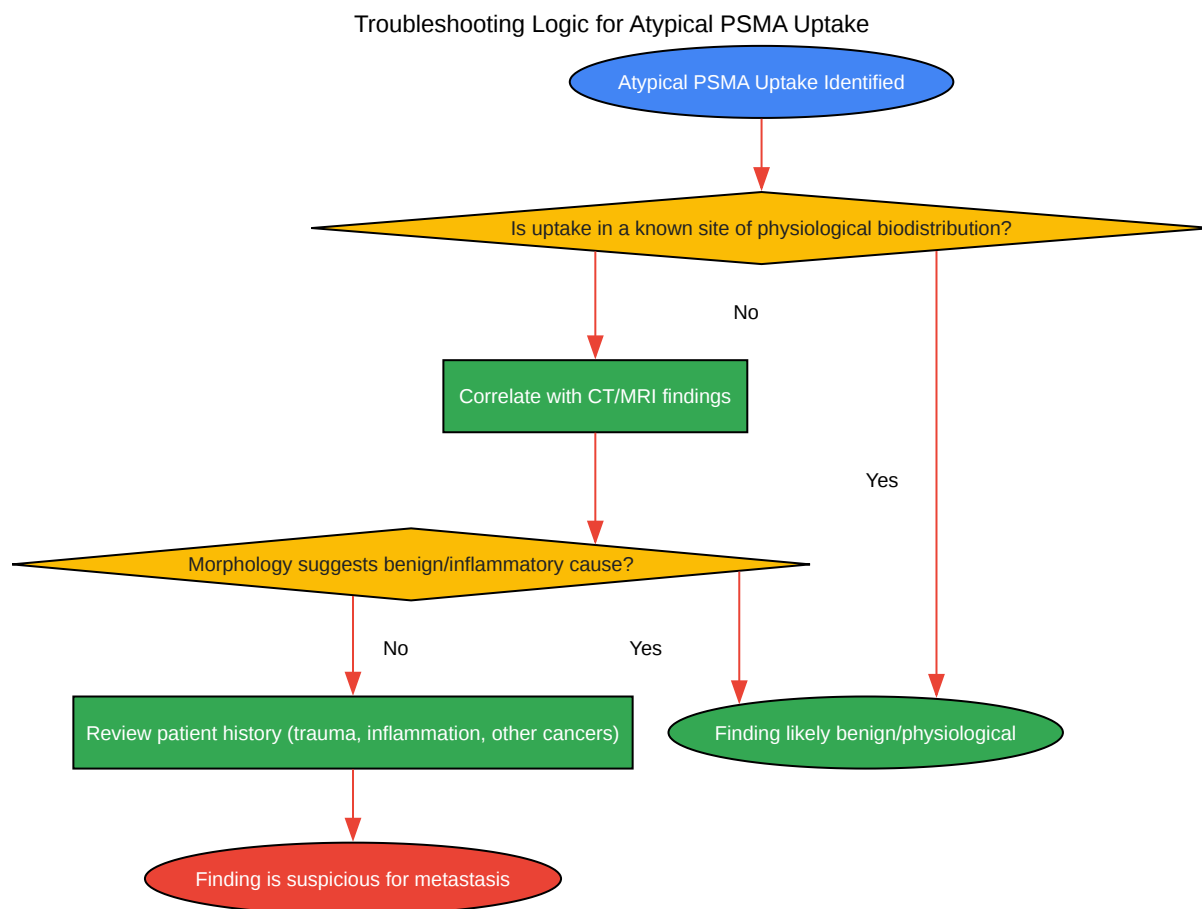 Troubleshooting Logic for Atypical PSMA Uptake
Atypical PSMA Uptake Identified
Is uptake in a known site of physiological biodistribution?
No
Correlate with CT/MRI findings
Yes
Morphology suggests benign/inflammatory cause?
No
Yes
Review patient history (trauma, inflammation, other cancers)
Finding likely benign/physiological
Finding is suspicious for metastasis